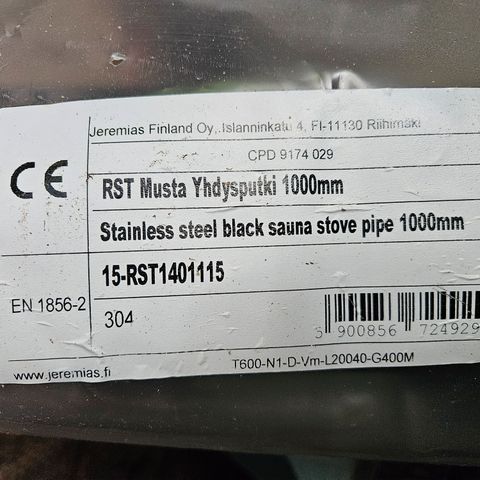 Jeremias Finland Oy, Islanninkatu 4, FI-11130 Riihimäki
CPD 9174 029
CE
RST Musta Yhdysputki 1000mm
Stainless steel black sauna stove pipe 1000mm
15-RST1401115
EN 1856-2
304
3 900856 724929
T600-N1-D-Vm-L20040-G400M
www.jeremias.fi